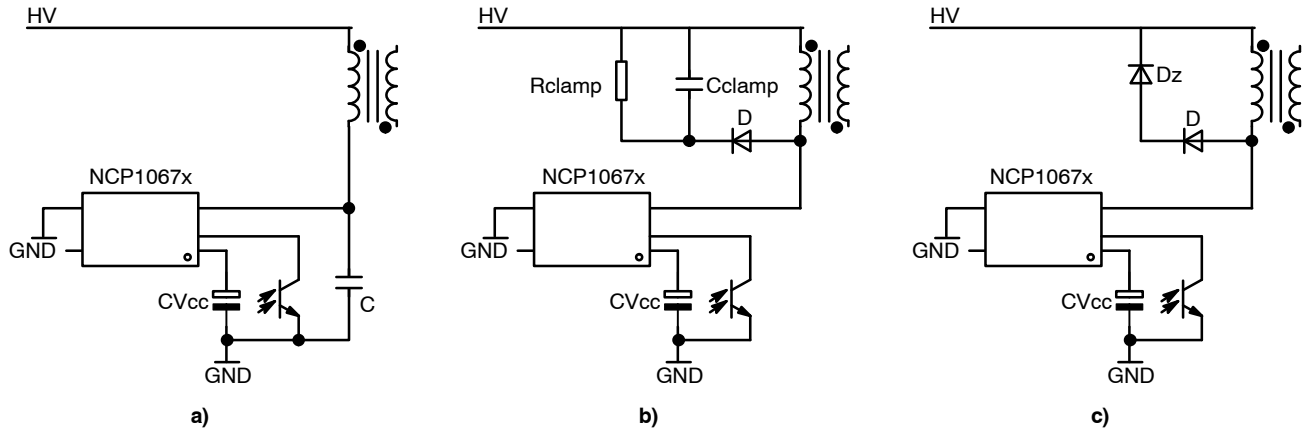 HV
NCP1067x
GND
CVcc
C
GND
a)
HV
Rclamp
Cclamp
D
NCP1067x
GND
CVcc
GND
b)
HV
Dz
D
NCP1067x
GND
CVcc
GND
c)